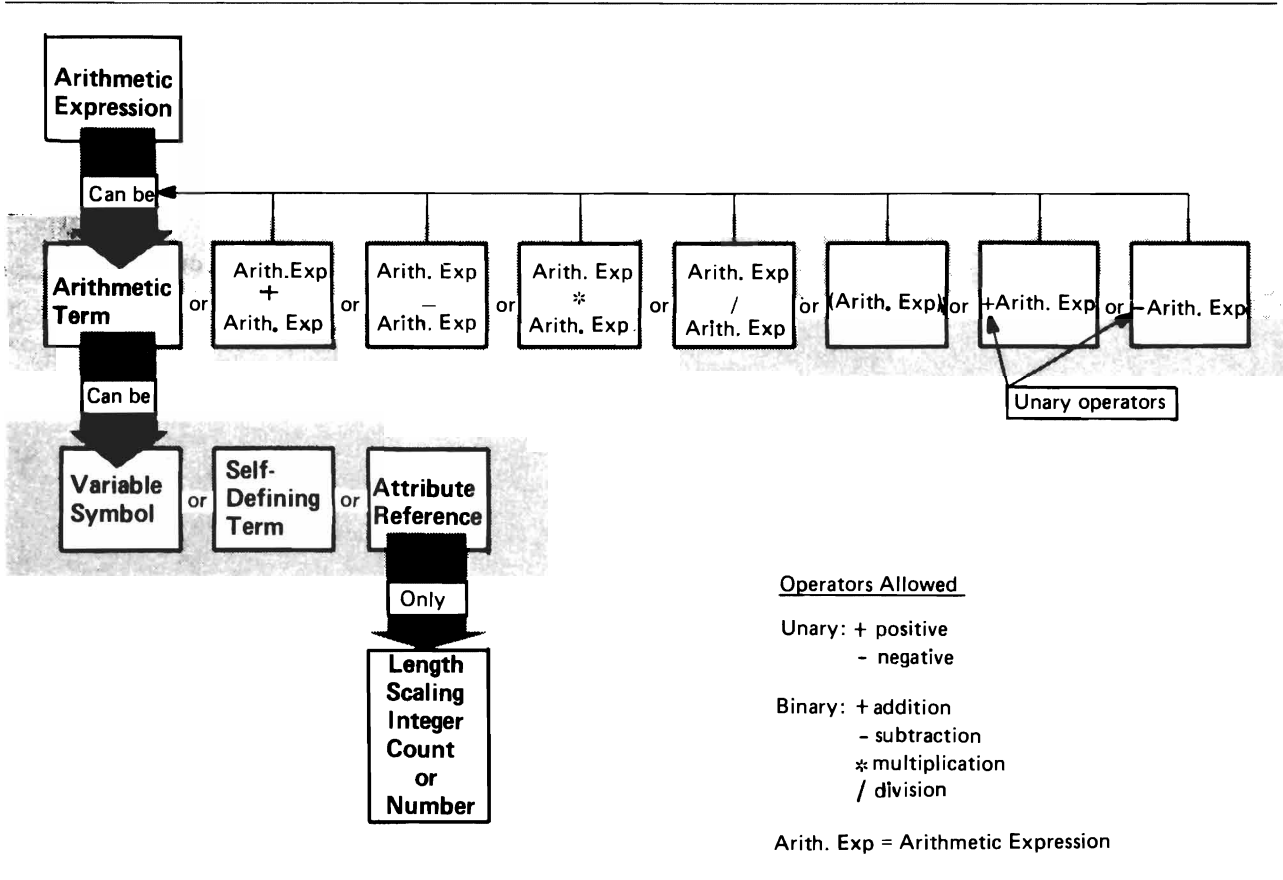 Arithmetic
Expression
Can be
Arithmetic
Term
or
Arith.Exp
+
Arith. Exp
or
Arith. Exp
–
Arith. Exp
or
Arith. Exp
*
Arith. Exp
or
Arith. Exp
/
Arith. Exp
or
(Arith. Exp)
or
+Arith. Exp
or
–Arith. Exp
Unary operators
Can be
Variable
Symbol
or
Self-
Defining
Term
or
Attribute
Reference
Only
Length
Scaling
Integer
Count
or
Number
Operators Allowed
Unary: + positive
– negative
Binary: + addition
– subtraction
* multiplication
/ division
Arith. Exp = Arithmetic Expression